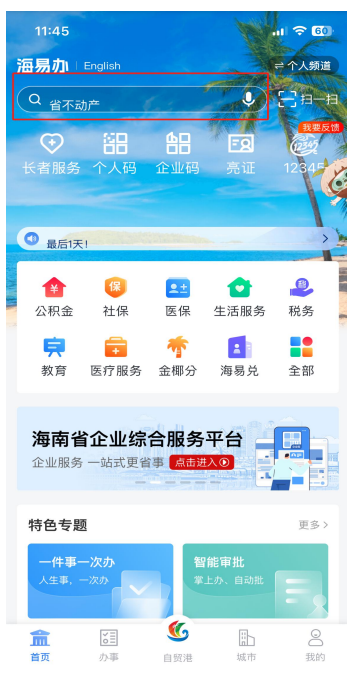 11:45
60
海易办 English
个人频道
省不动产
扫一扫
我要反馈
12345
长者服务 个人码 企业码 亮证 12345
最后1天!
保
公积金 社保 医保 生活服务 税务
教育 医疗服务 金椰分 海易兑 全部
海南省企业综合服务平台
企业服务 一站式更省事 点击进入
特色专题 更多
一件事一次办 智能审批
人生事,一次办 掌上办、自动批
首页 办事 自贸港 城市 我的